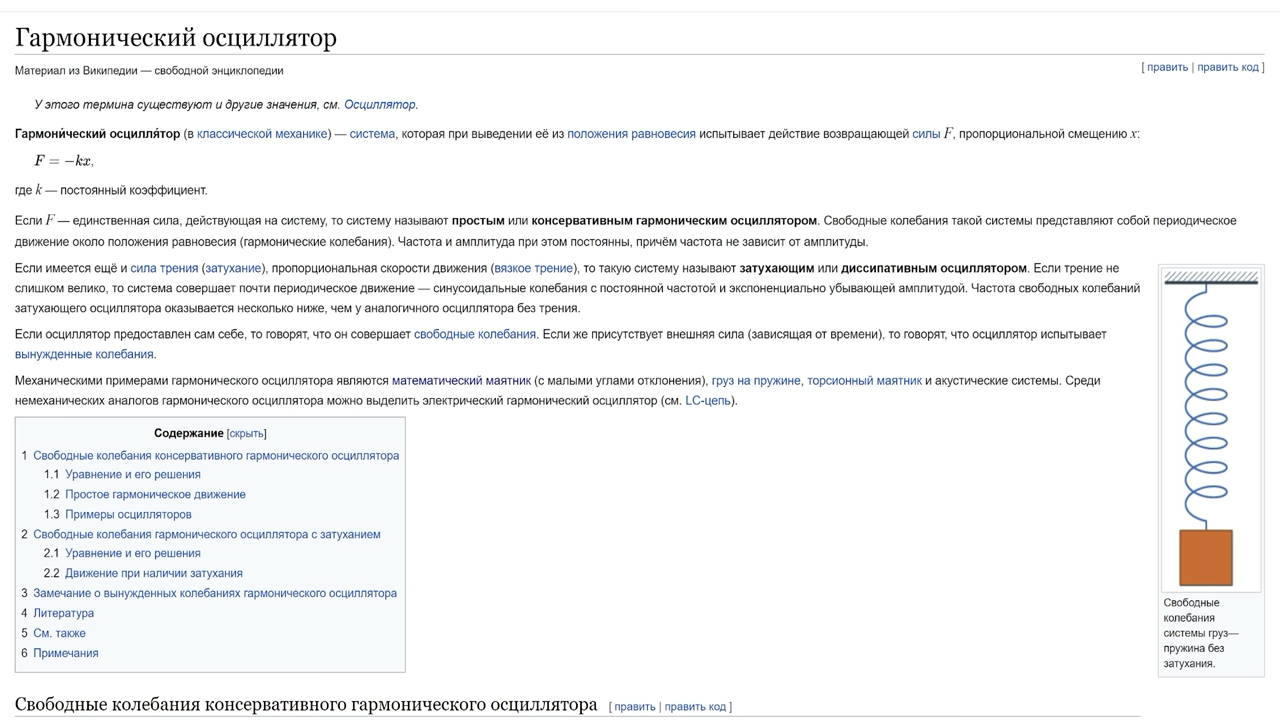 Гармонический осциллятор
Материал из Википедии — свободной энциклопедии
[ править | править код ]
У этого термина существуют и другие значения, см. Осциллятор.
Гармони́ческий осцилля́тор (в классической механике) — система, которая при выведении её из положения равновесия испытывает действие возвращающей силы F, пропорциональной смещению x:
F = −kx,
где k — постоянный коэффициент.
Если F — единственная сила, действующая на систему, то систему называют простым или консервативным гармоническим осциллятором. Свободные колебания такой системы представляют собой периодическое
движение около положения равновесия (гармонические колебания). Частота и амплитуда при этом постоянны, причём частота не зависит от амплитуды.
Если имеется ещё и сила трения (затухание), пропорциональная скорости движения (вязкое трение), то такую систему называют затухающим или диссипативным осциллятором. Если трение не
слишком велико, то система совершает почти периодическое движение — синусоидальные колебания с постоянной частотой и экспоненциально убывающей амплитудой. Частота свободных колебаний
затухающего осциллятора оказывается несколько ниже, чем у аналогичного осциллятора без трения.
Если осциллятор предоставлен сам себе, то говорят, что он совершает свободные колебания. Если же присутствует внешняя сила (зависящая от времени), то говорят, что осциллятор испытывает
вынужденные колебания.
Механическими примерами гармонического осциллятора являются математический маятник (с малыми углами отклонения), груз на пружине, торсионный маятник и акустические системы. Среди
немеханических аналогов гармонического осциллятора можно выделить электрический гармонический осциллятор (см. LC-цепь).
Содержание [скрыть]
1 Свободные колебания консервативного гармонического осциллятора
1.1 Уравнение и его решения
1.2 Простое гармоническое движение
1.3 Примеры осцилляторов
2 Свободные колебания гармонического осциллятора с затуханием
2.1 Уравнение и его решения
2.2 Движение при наличии затухания
3 Замечание о вынужденных колебаниях гармонического осциллятора
4 Литература
5 См. также
6 Примечания
Свободные
колебания
системы груз—
пружина без
затухания.
Свободные колебания консервативного гармонического осциллятора [ править | править код ]